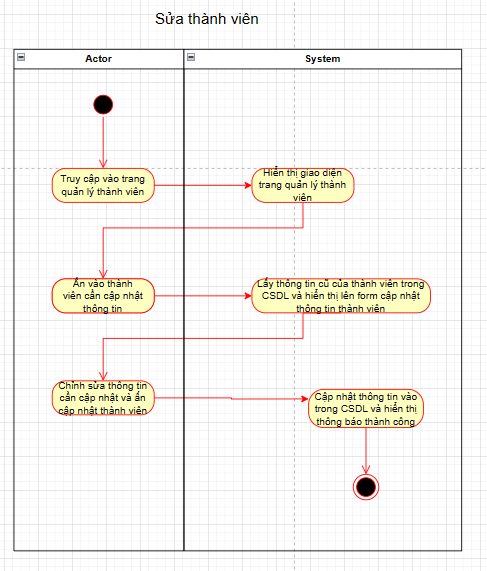 Sửa thành viên
Actor
System
Truy cập vào trang
quản lý thành viên
Hiển thị giao diện
trang quản lý thành
viên
Ấn vào thành
viên cần cập nhật
thông tin
Lấy thông tin cũ của thành viên trong
CSDL và hiển thị lên form cập nhật
thông tin thành viên
Chỉnh sửa thông tin
cần cập nhật và ấn
cập nhật thành viên
Cập nhật thông tin vào
trong CSDL và hiển thị
thông báo thành công